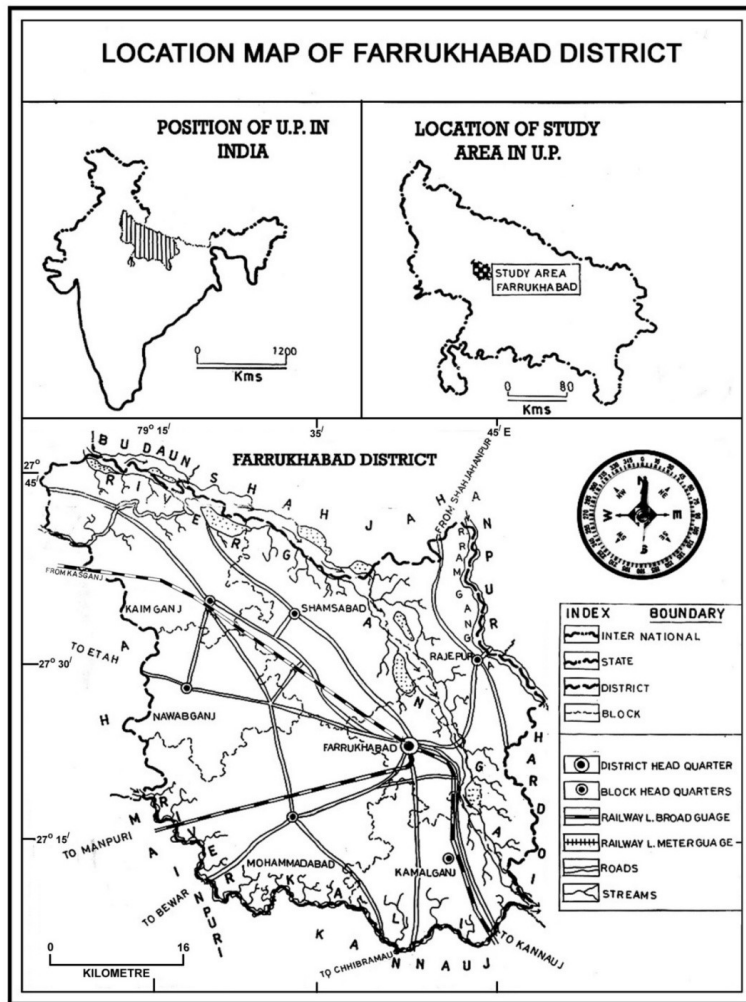 LOCATION MAP OF FARRUKHABAD DISTRICT
POSITION OF U.P. IN
INDIA
0 1200
Kms
LOCATION OF STUDY
AREA IN U.P.
STUDY AREA
FARRUKHABAD
0 80
Kms
79° 15′ 35′ 45′ E
27°
45′
27° 30′
27° 15′
FARRUKHABAD DISTRICT
BUDAUN
SHAHJAHANPUR
RIVER GANGA
FROM SHAHJAHANPUR
R RAMGANGA
FROM KASGANJ
KAIMGANJ
SHAMSABAD
RAJEPUR
TO ETAH
NAWABGANJ
FARRUKHABAD
HARDOI
TO MANPURI
MAINPURI
RIVER KALI
MOHAMMADABAD
KAMALGANJ
TO BEWAR
KANNAUJ
TO CHHIBRAMAU
TO KANNAUJ
0 16
KILOMETRE
N
NE
E
SE
S
SW
W
NW
INDEX BOUNDARY
INTER NATIONAL
STATE
DISTRICT
BLOCK
DISTRICT HEAD QUARTER
BLOCK HEAD QUARTERS
RAILWAY L. BROAD GUAGE
RAILWAY L. METER GUAGE
ROADS
STREAMS